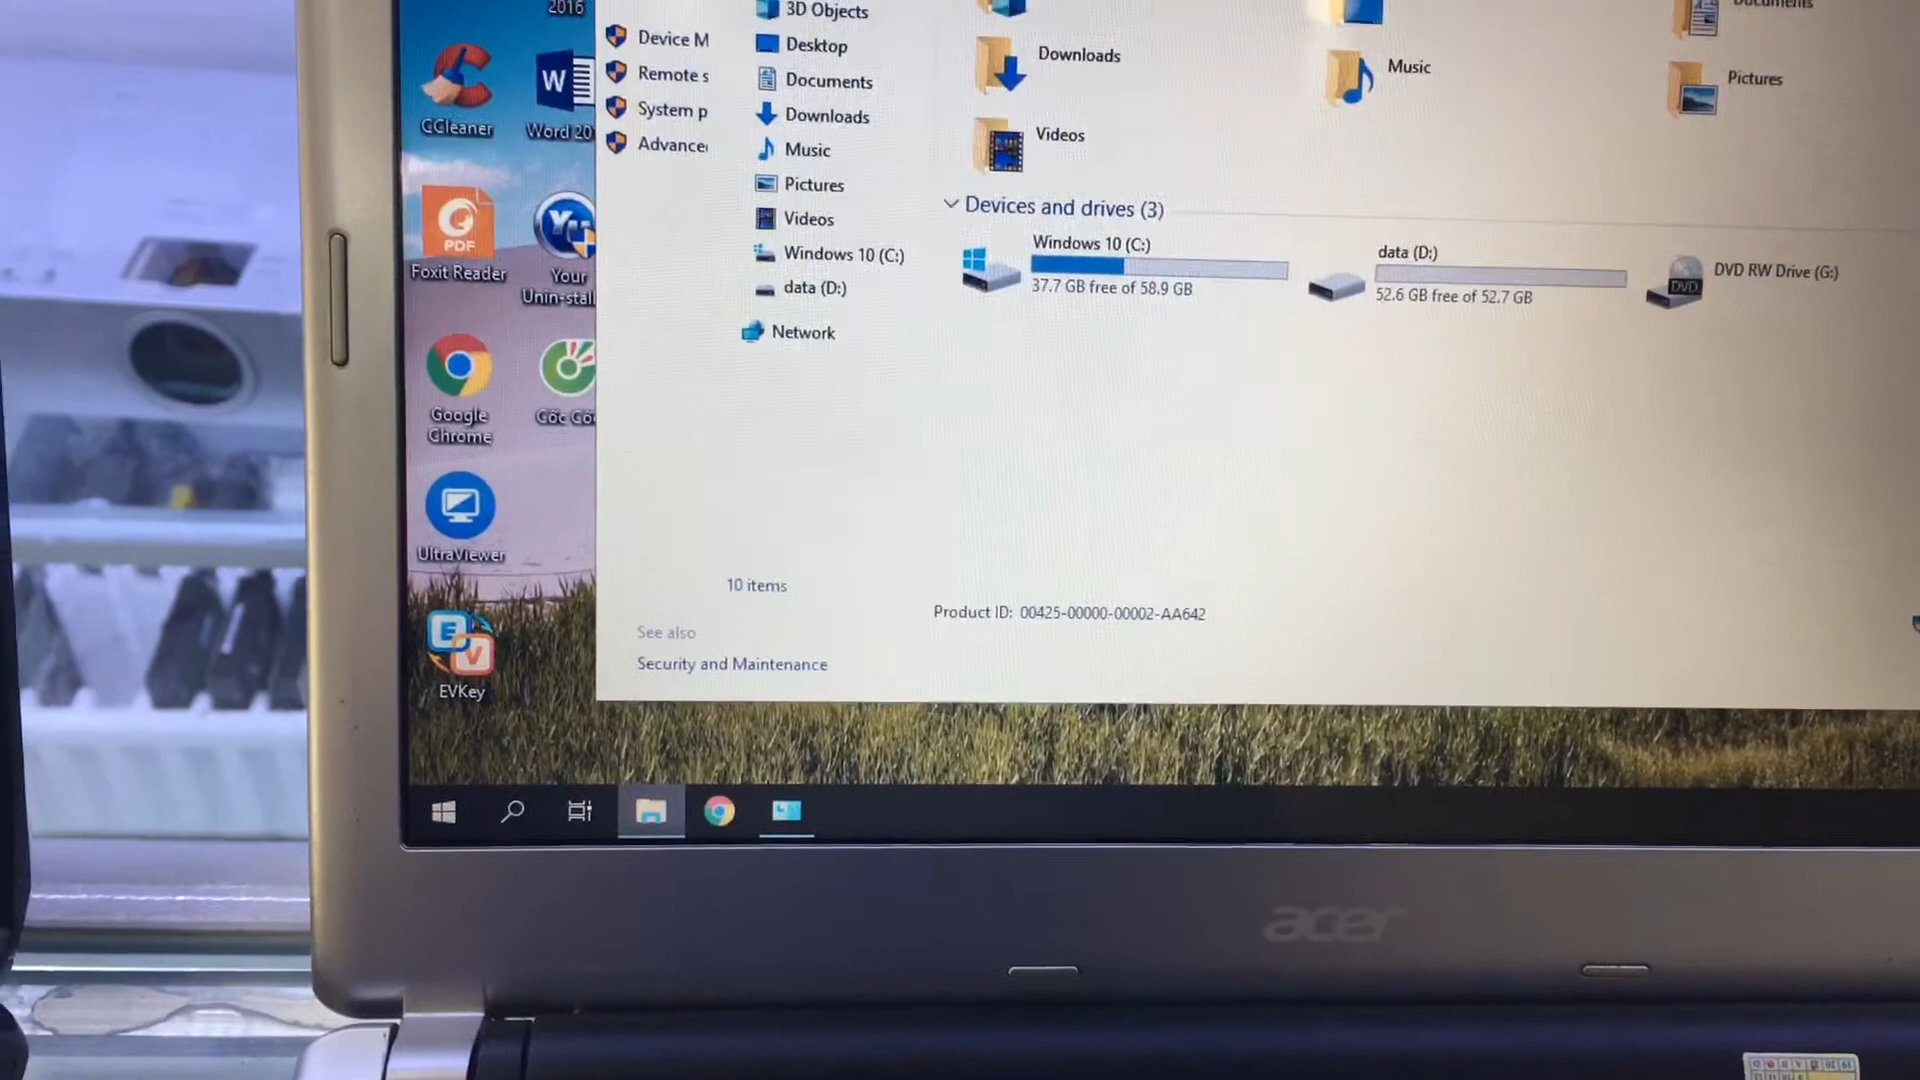 2016
CCleaner
Word 20
Foxit Reader
PDF
Your
Unin-stall
Google
Chrome
Cốc Cố
UltraViewer
EVKey
Device M
Remote s
System p
Advance
3D Objects
Desktop
Documents
Downloads
Music
Pictures
Videos
Windows 10 (C:)
data (D:)
Network
10 items
See also
Security and Maintenance
Downloads
Music
Documents
Pictures
Videos
Devices and drives (3)
Windows 10 (C:)
37.7 GB free of 58.9 GB
data (D:)
52.6 GB free of 52.7 GB
DVD
DVD RW Drive (G:)
Product ID: 00425-00000-00002-AA642
acer